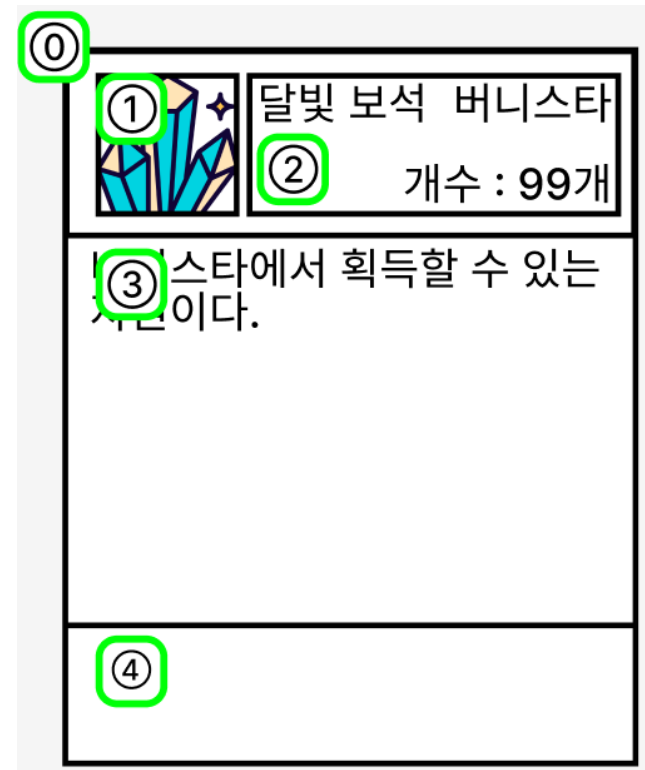 ⓪
①
달빛 보석 버니스타
②
개수 : 99개
③
스타에서 획득할 수 있는
이다.
④